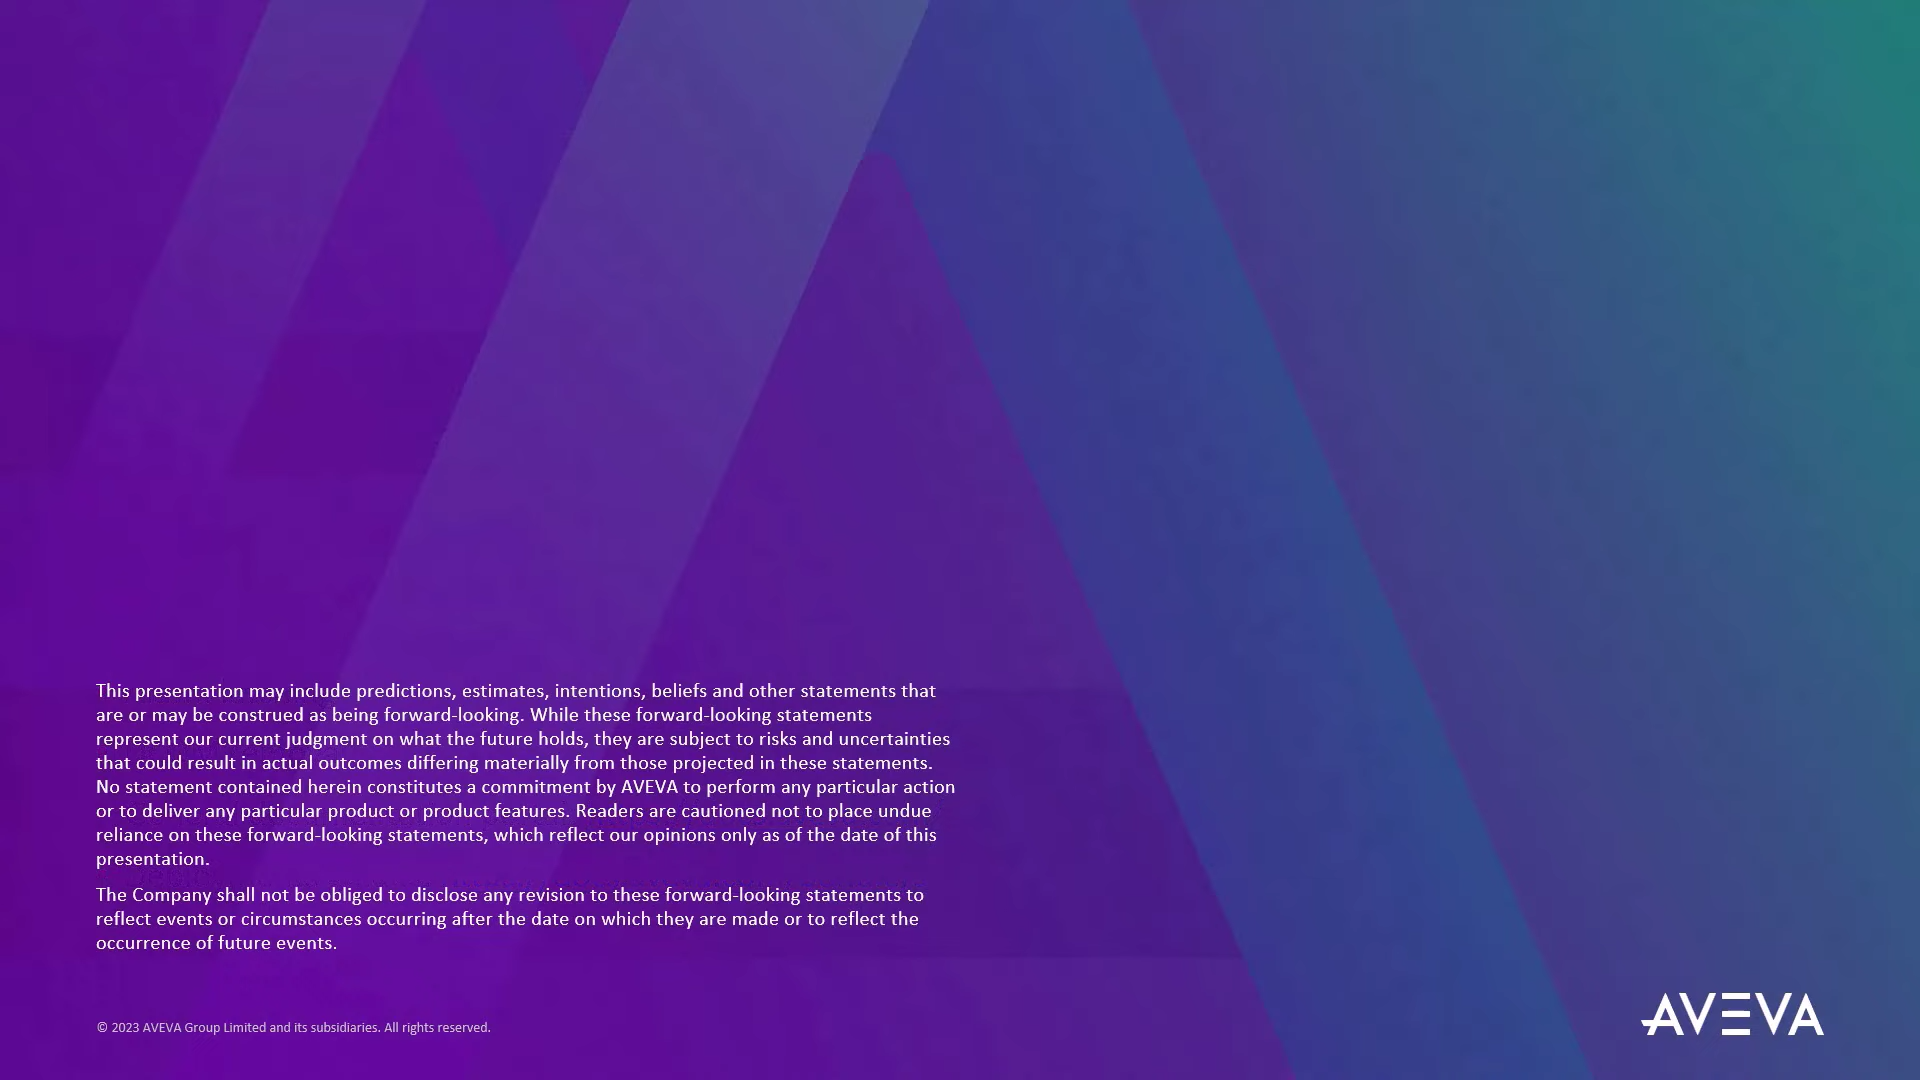 This presentation may include predictions, estimates, intentions, beliefs and other statements that
are or may be construed as being forward-looking. While these forward-looking statements
represent our current judgment on what the future holds, they are subject to risks and uncertainties
that could result in actual outcomes differing materially from those projected in these statements.
No statement contained herein constitutes a commitment by AVEVA to perform any particular action
or to deliver any particular product or product features. Readers are cautioned not to place undue
reliance on these forward-looking statements, which reflect our opinions only as of the date of this
presentation.
The Company shall not be obliged to disclose any revision to these forward-looking statements to
reflect events or circumstances occurring after the date on which they are made or to reflect the
occurrence of future events.
© 2023 AVEVA Group Limited and its subsidiaries. All rights reserved.
AVEVA